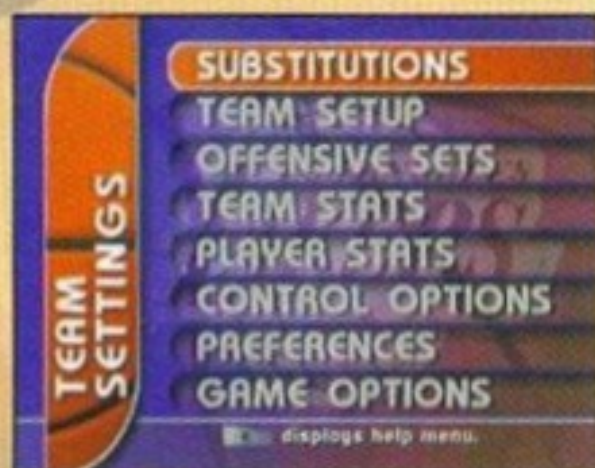 TEAM
SETTINGS
SUBSTITUTIONS
TEAM SETUP
OFFENSIVE SETS
TEAM STATS
PLAYER STATS
CONTROL OPTIONS
PREFERENCES
GAME OPTIONS
displays help menu.